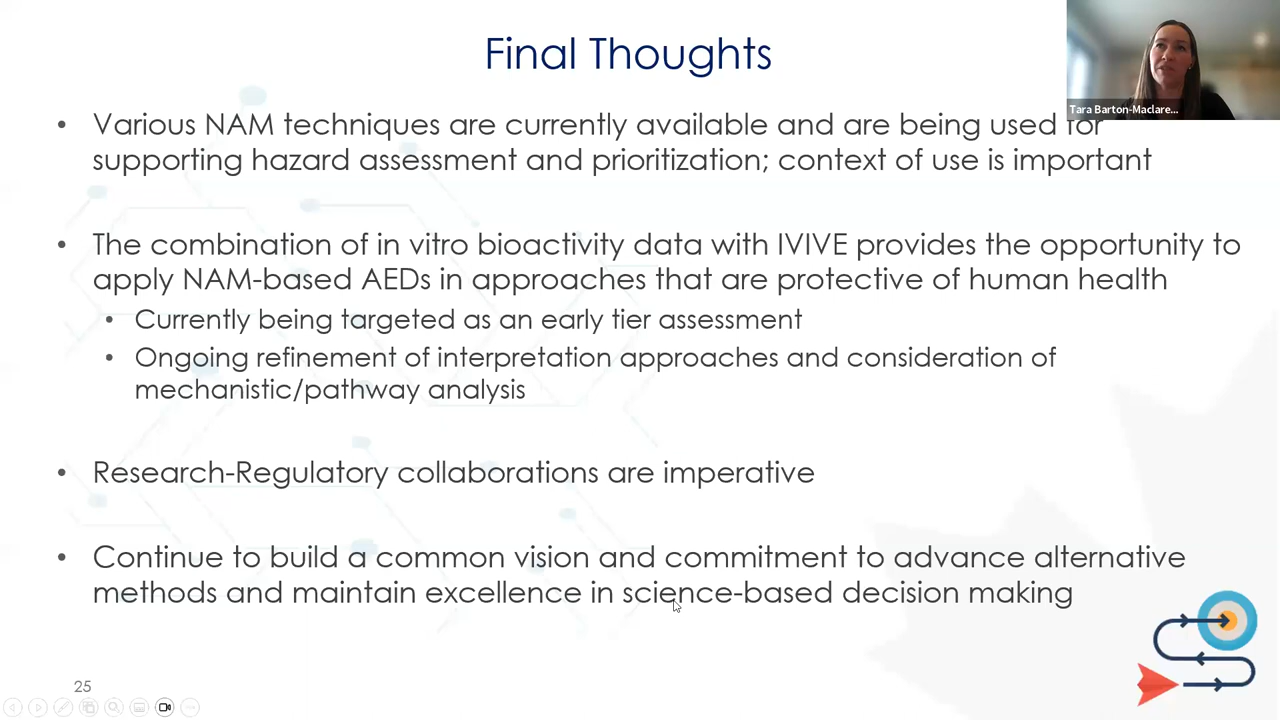 Final Thoughts
Tara Barton-Maclare...
• Various NAM techniques are currently available and are being used for
supporting hazard assessment and prioritization; context of use is important
• The combination of in vitro bioactivity data with IVIVE provides the opportunity to
apply NAM-based AEDs in approaches that are protective of human health
• Currently being targeted as an early tier assessment
• Ongoing refinement of interpretation approaches and consideration of
mechanistic/pathway analysis
• Research-Regulatory collaborations are imperative
• Continue to build a common vision and commitment to advance alternative
methods and maintain excellence in science-based decision making
25